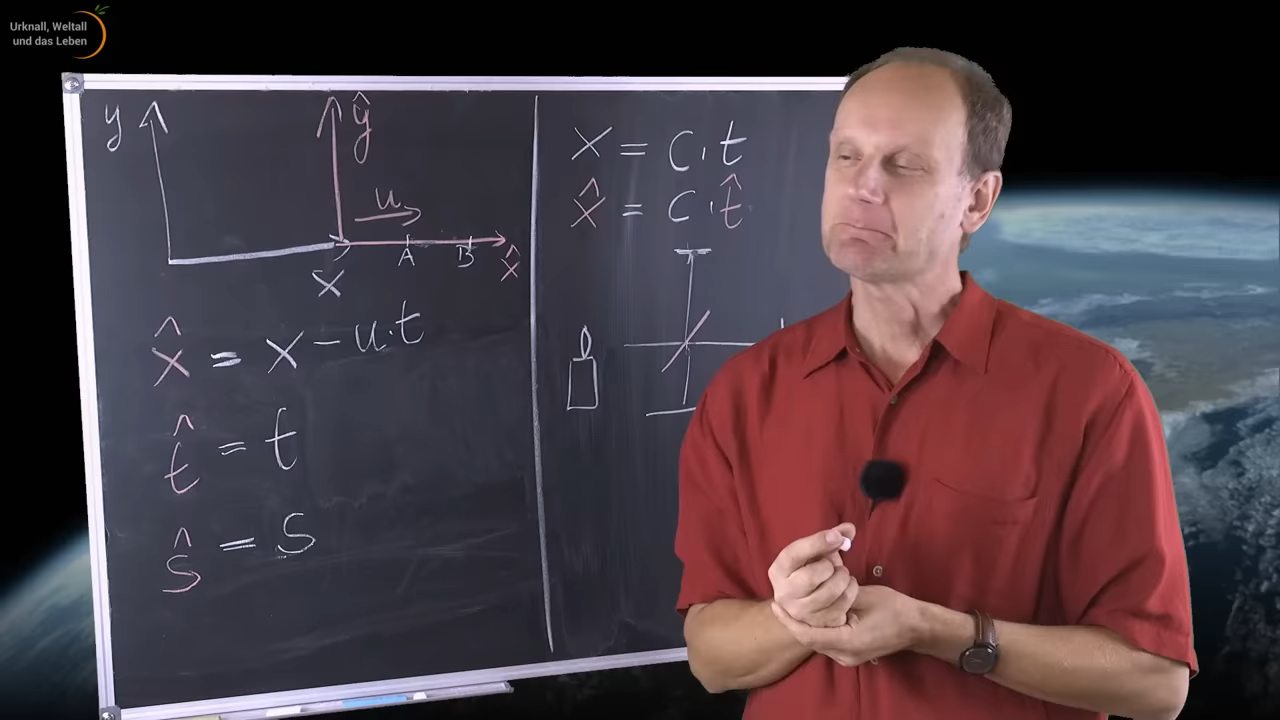 Urknall, Weltall
und das Leben
y
ŷ
u
x
A
B
x̂
x̂ = x - u·t
t̂ = t
ŝ = s
x = c·t
x̂ = c·t̂